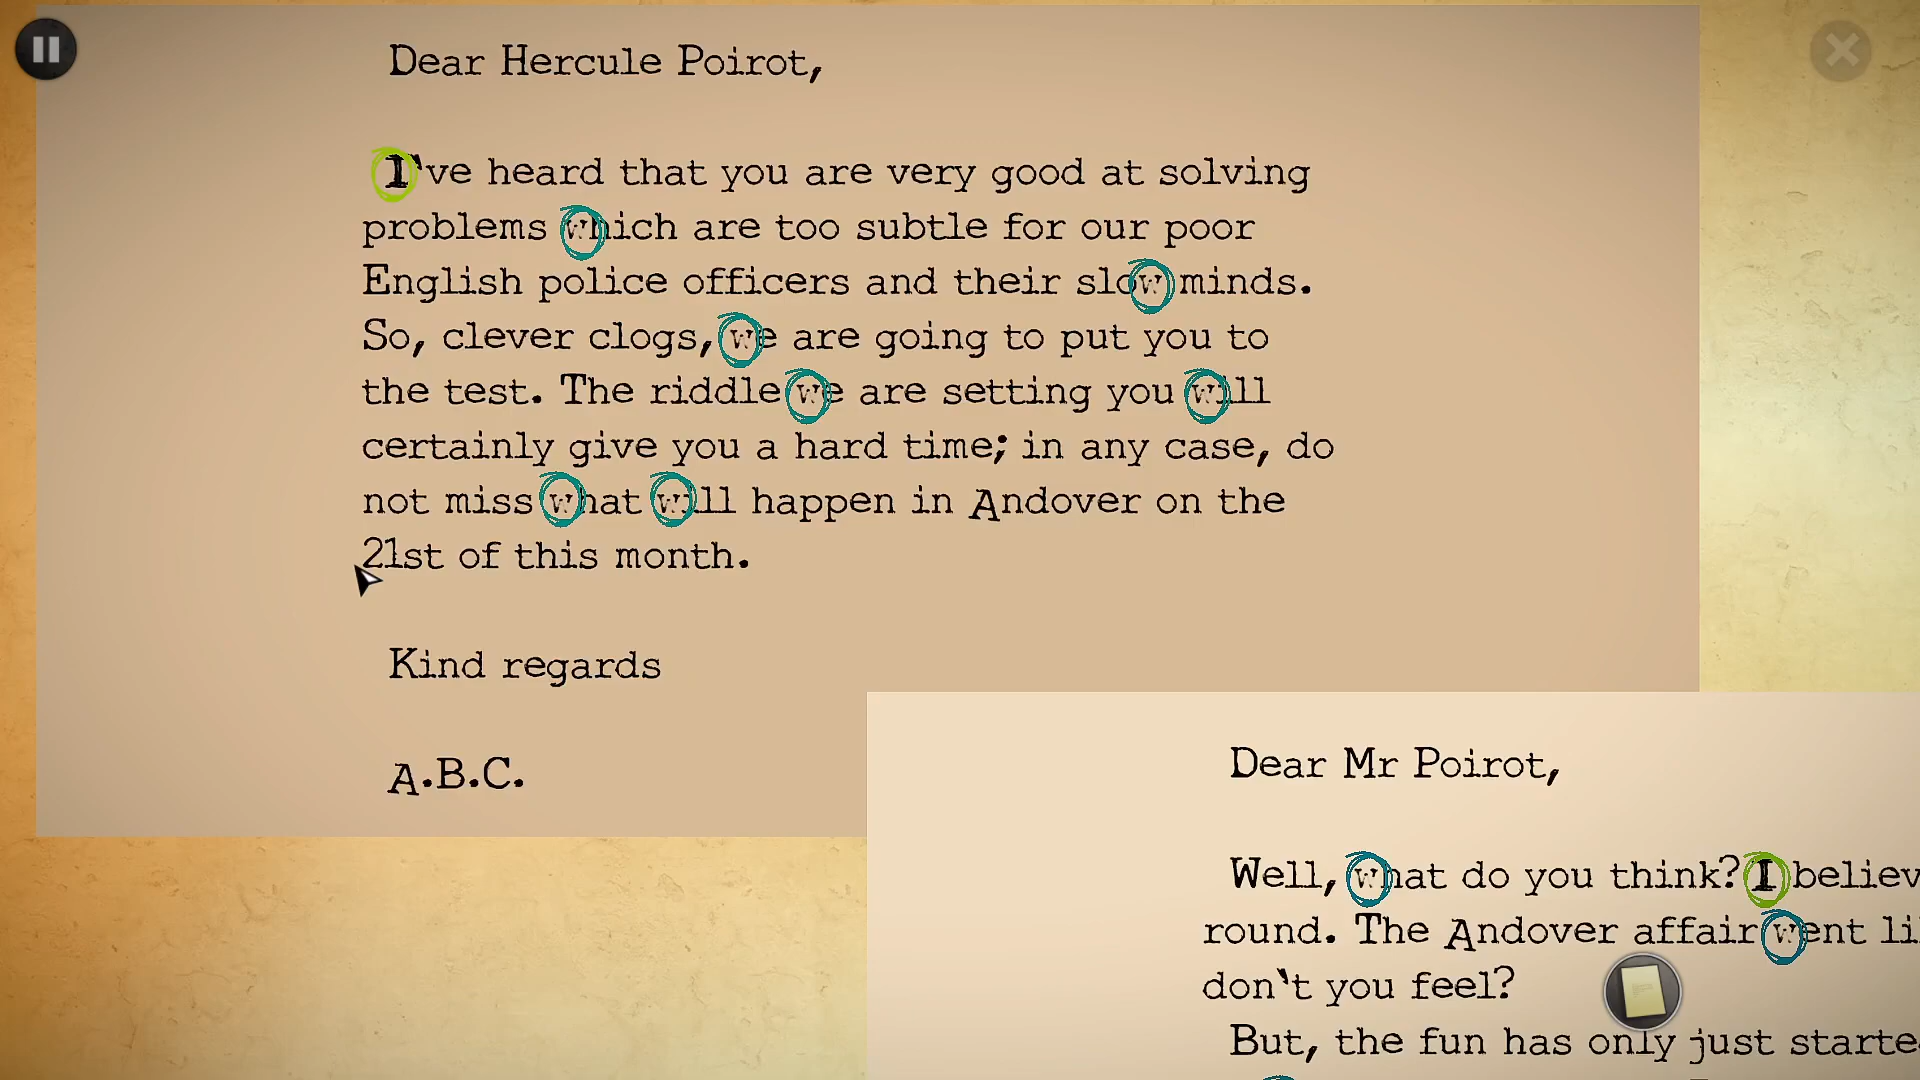 Dear Hercule Poirot,
I've heard that you are very good at solving
problems which are too subtle for our poor
English police officers and their slow minds.
So, clever clogs, we are going to put you to
the test. The riddle we are setting you will
certainly give you a hard time; in any case, do
not miss what will happen in Andover on the
21st of this month.
Kind regards
A.B.C.
Dear Mr Poirot,
Well, what do you think? I believ
round. The Andover affair went li
don't you feel?
But, the fun has only just starte